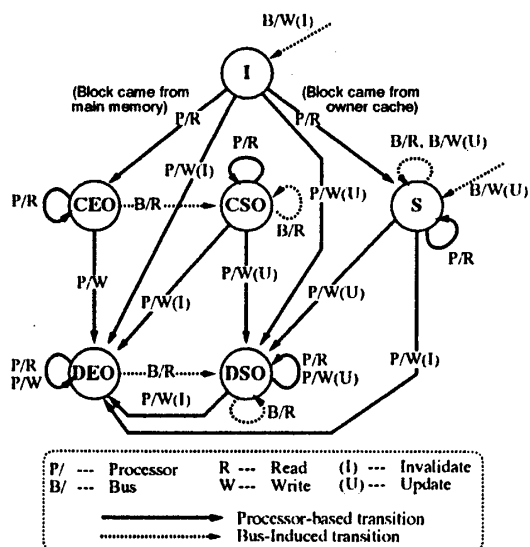 B/W(I)
I
(Block came from
main memory)
(Block came from
owner cache)
P/R
P/R
P/W(I)
P/W(U)
P/R
B/R, B/W(U)
P/R
CEO
B/R
CSO
B/R
S
B/W(U)
P/R
P/W
P/W(I)
P/W(U)
P/W(U)
P/W(I)
P/R
P/W
DEO
B/R
DSO
P/R
P/W(U)
P/W(I)
B/R
P/ --- Processor R --- Read (I) --- Invalidate
B/ --- Bus W --- Write (U) --- Update
Processor-based transition
Bus-Induced transition